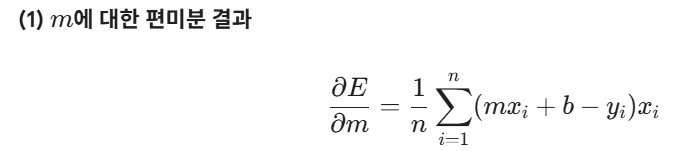 (1) m에 대한 편미분 결과
∂E/∂m = 1/n ∑_{i=1}^{n} (mx_i + b − y_i)x_i